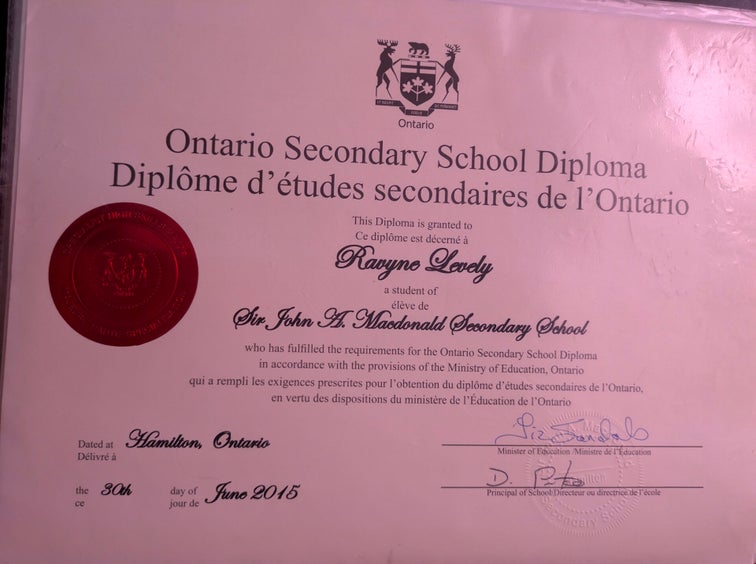 Ontario
Ontario Secondary School Diploma
Diplôme d'études secondaires de l'Ontario
This Diploma is granted to
Ce diplôme est décerné à
Ravyne Levely
a student of
élève de
Sir John A. Macdonald Secondary School
who has fulfilled the requirements for the Ontario Secondary School Diploma
in accordance with the provisions of the Ministry of Education, Ontario
qui a rempli les exigences prescrites pour l'obtention du diplôme d'études secondaires de l'Ontario,
en vertu des dispositions du ministère de l'Éducation de l'Ontario
Dated at Hamilton, Ontario
Délivré à
Minister of Education /Ministre de l'Éducation
the 30th day of June 2015
ce jour de
D.
Principal of School/Directeur ou directrice de l'école